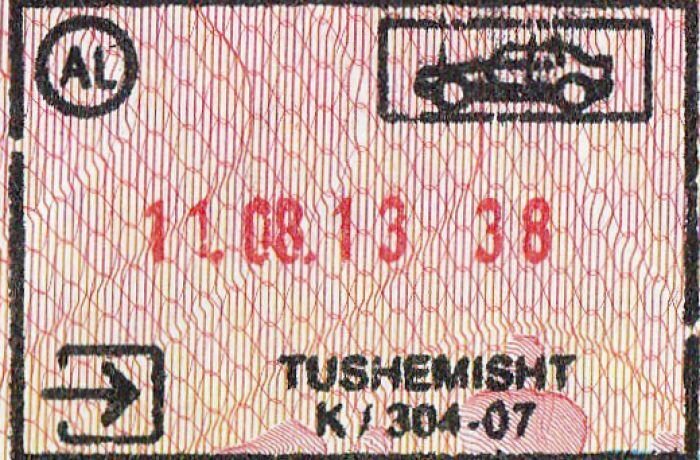 AL
11.08.13 38
TUSHEMISHT
K / 304-07